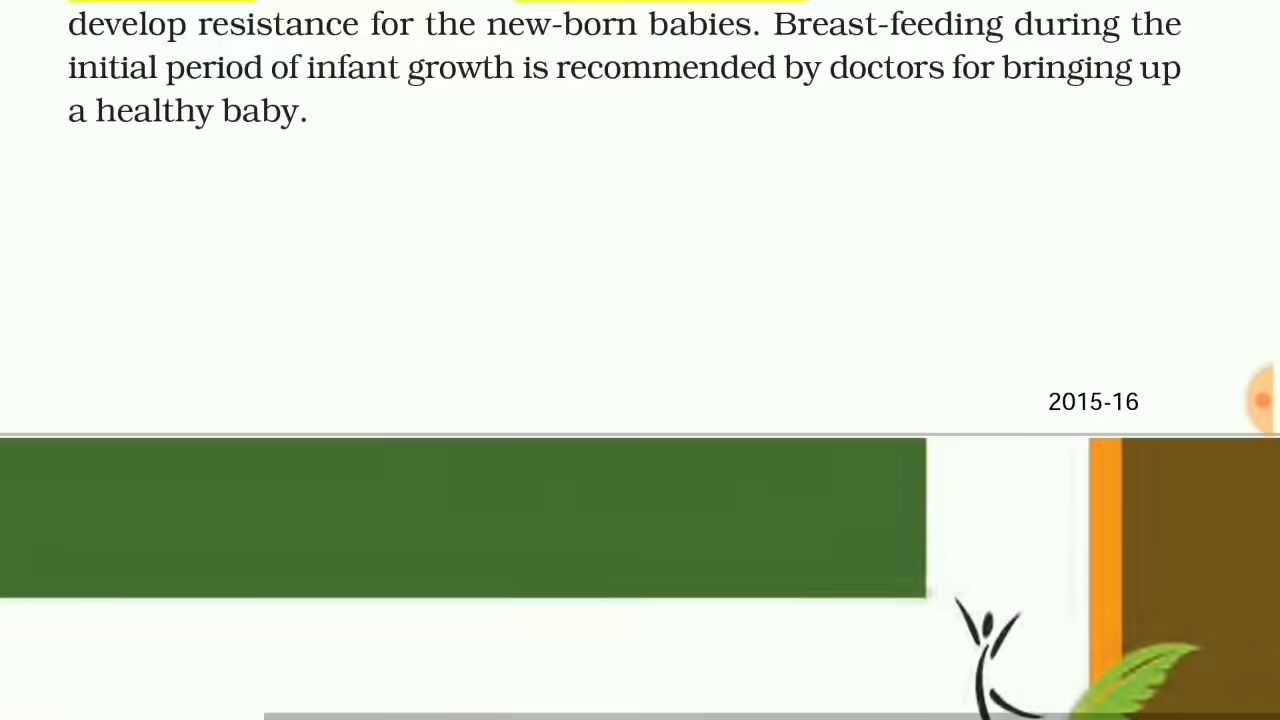 develop resistance for the new-born babies. Breast-feeding during the
initial period of infant growth is recommended by doctors for bringing up
a healthy baby.
2015-16